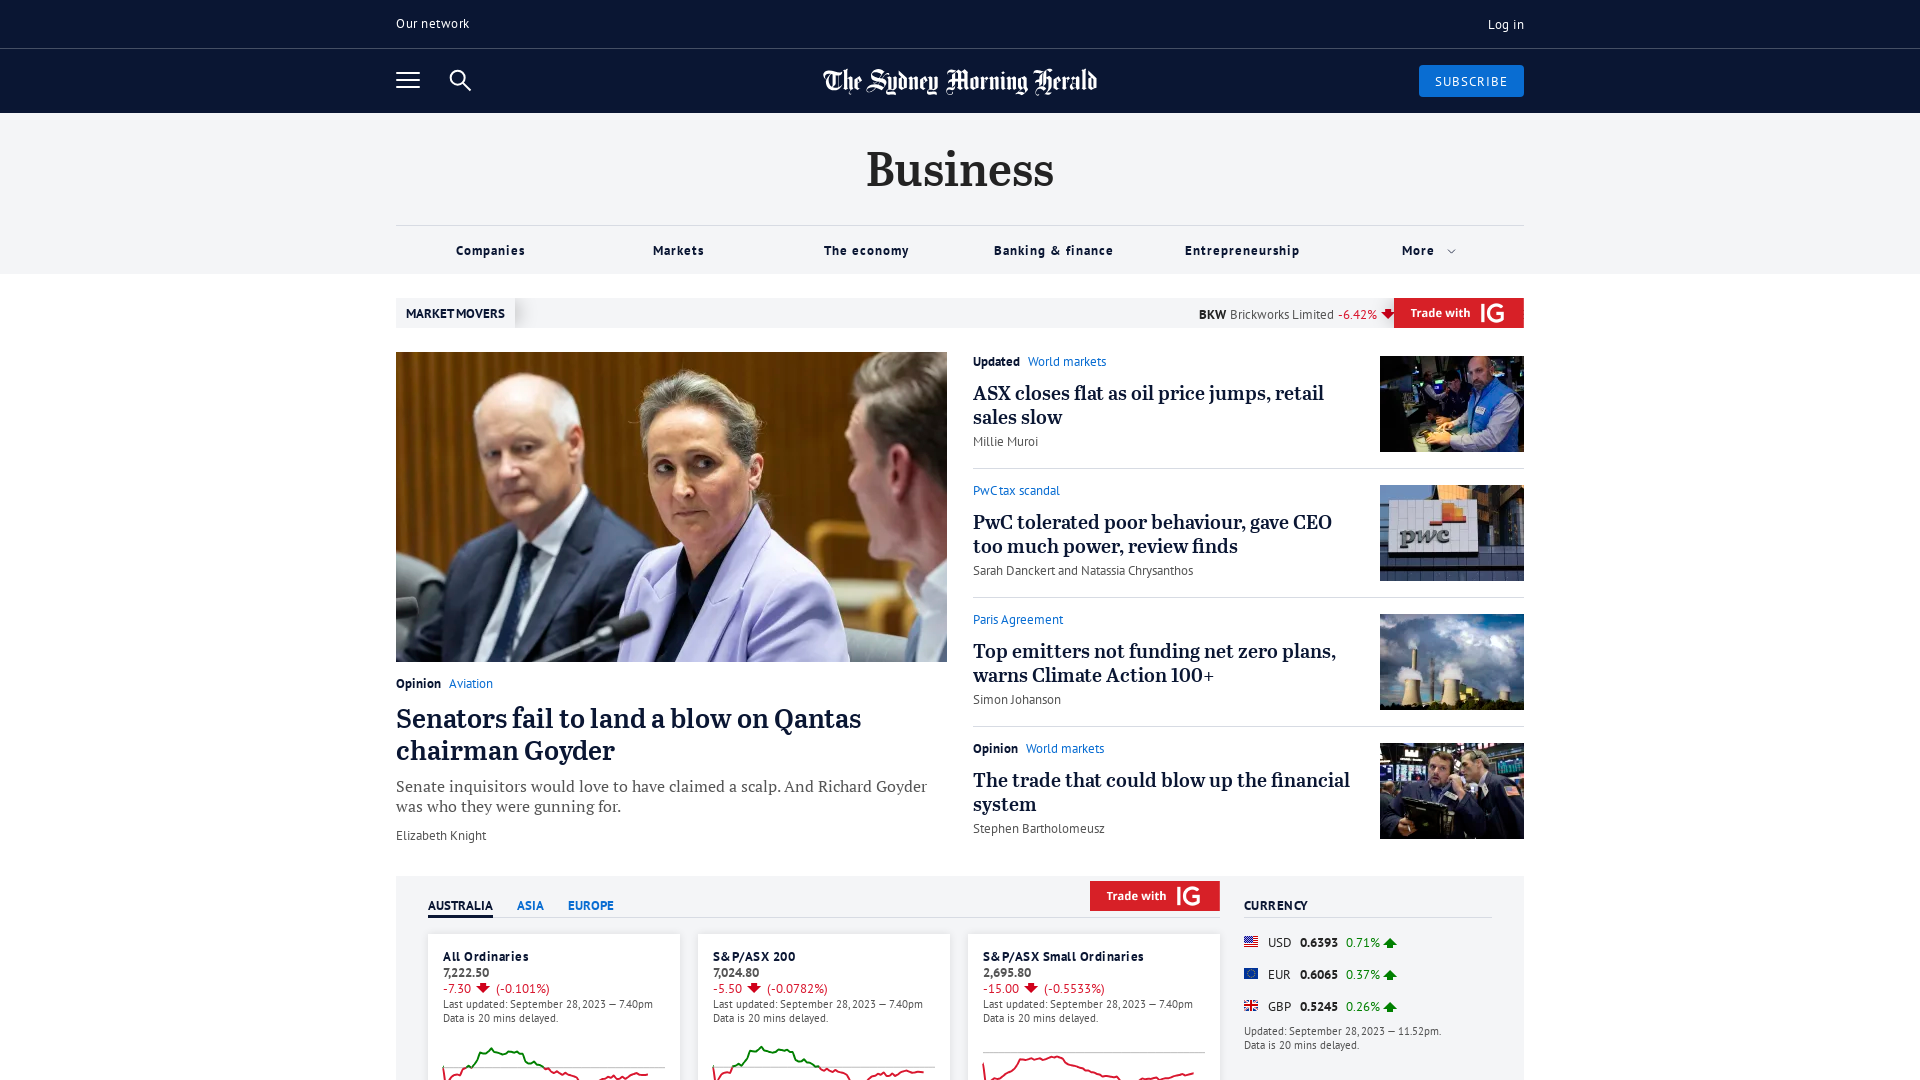 Our network
Log in
The Sydney Morning Herald
SUBSCRIBE
Business
Companies
Markets
The economy
Banking & finance
Entrepreneurship
More
MARKET MOVERS
BKW Brickworks Limited -6.42%
Trade with IG
Opinion Aviation
Senators fail to land a blow on Qantas
chairman Goyder
Senate inquisitors would love to have claimed a scalp. And Richard Goyder
was who they were gunning for.
Elizabeth Knight
Updated World markets
ASX closes flat as oil price jumps, retail
sales slow
Millie Muroi
PwC tax scandal
PwC tolerated poor behaviour, gave CEO
too much power, review finds
Sarah Danckert and Natassia Chrysanthos
pwc
Paris Agreement
Top emitters not funding net zero plans,
warns Climate Action 100+
Simon Johanson
Opinion World markets
The trade that could blow up the financial
system
Stephen Bartholomeusz
AUSTRALIA
ASIA
EUROPE
Trade with IG
All Ordinaries
7,222.50
-7.30 (-0.101%)
Last updated: September 28, 2023 — 7.40pm
Data is 20 mins delayed.
S&P/ASX 200
7,024.80
-5.50 (-0.0782%)
Last updated: September 28, 2023 — 7.40pm
Data is 20 mins delayed.
S&P/ASX Small Ordinaries
2,695.80
-15.00 (-0.5533%)
Last updated: September 28, 2023 — 7.40pm
Data is 20 mins delayed.
CURRENCY
USD 0.6393 0.71%
EUR 0.6065 0.37%
GBP 0.5245 0.26%
Updated: September 28, 2023 — 11.52pm.
Data is 20 mins delayed.